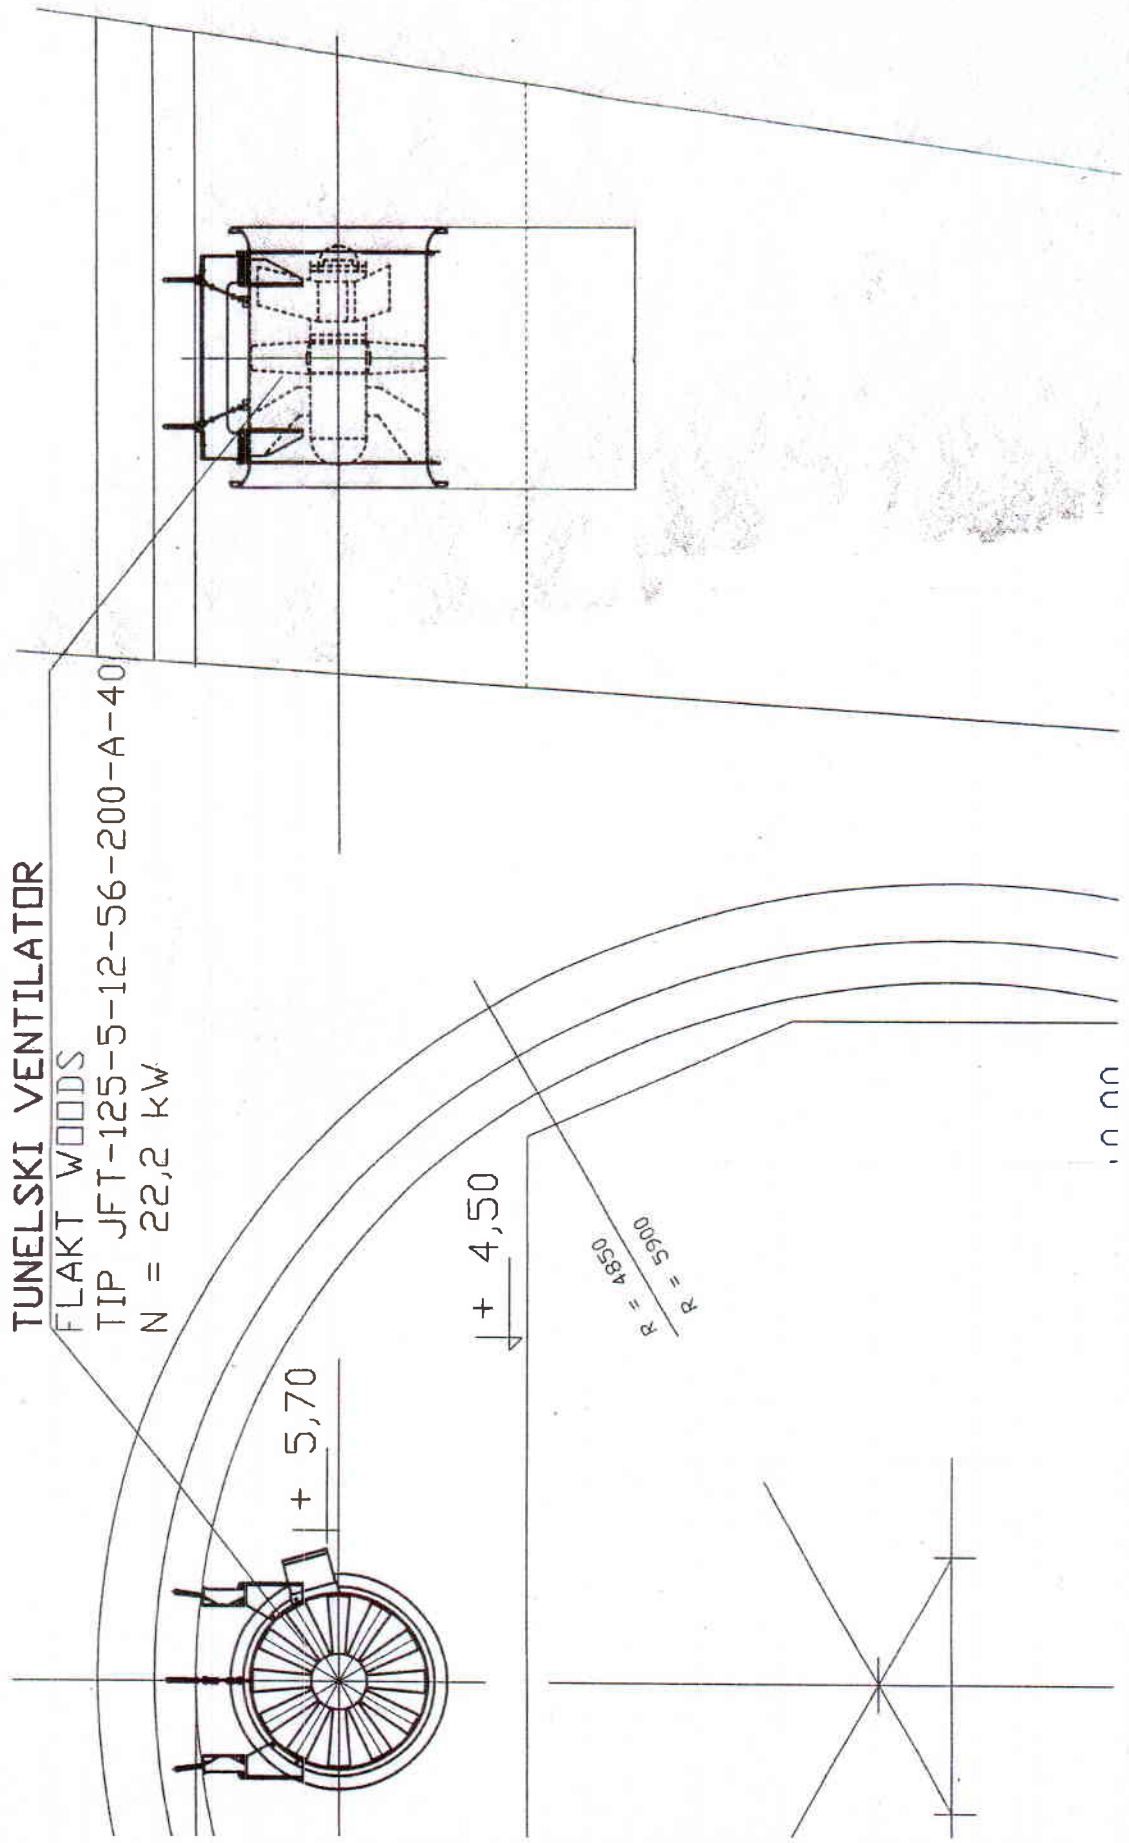 TUNELSKI VENTILATOR
FLAKT WOODS
TIP JFT-125-5-12-56-200-A-40
N = 22,2 kW
+ 5,70
+ 4,50
R = 4850
R = 5900